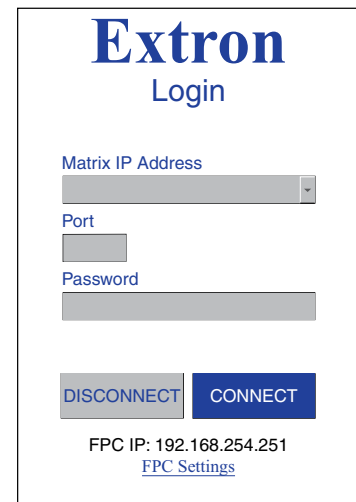 Extron
Login
Matrix IP Address
Port
Password
DISCONNECT CONNECT
FPC IP: 192.168.254.251
FPC Settings